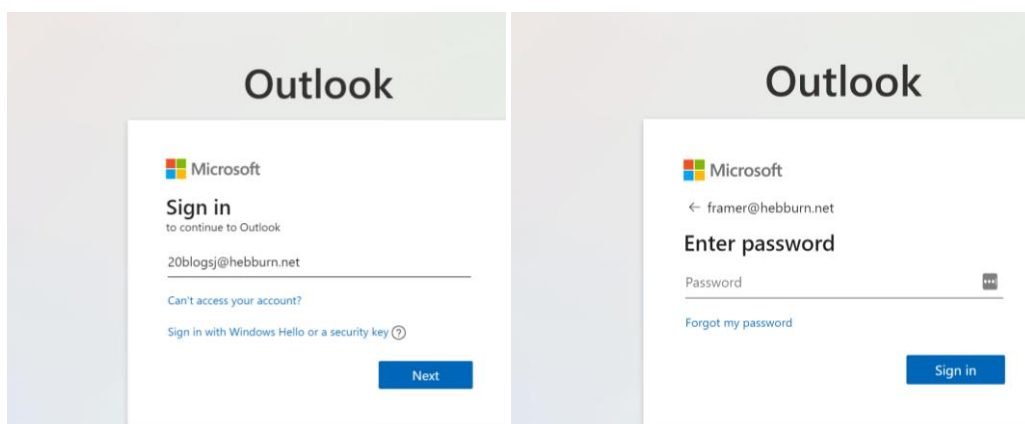 Outlook
Microsoft
Sign in
to continue to Outlook
20blogsj@hebburn.net
Can't access your account?
Sign in with Windows Hello or a security key ?
Next
Outlook
Microsoft
← framer@hebburn.net
Enter password
Password
Forgot my password
Sign in